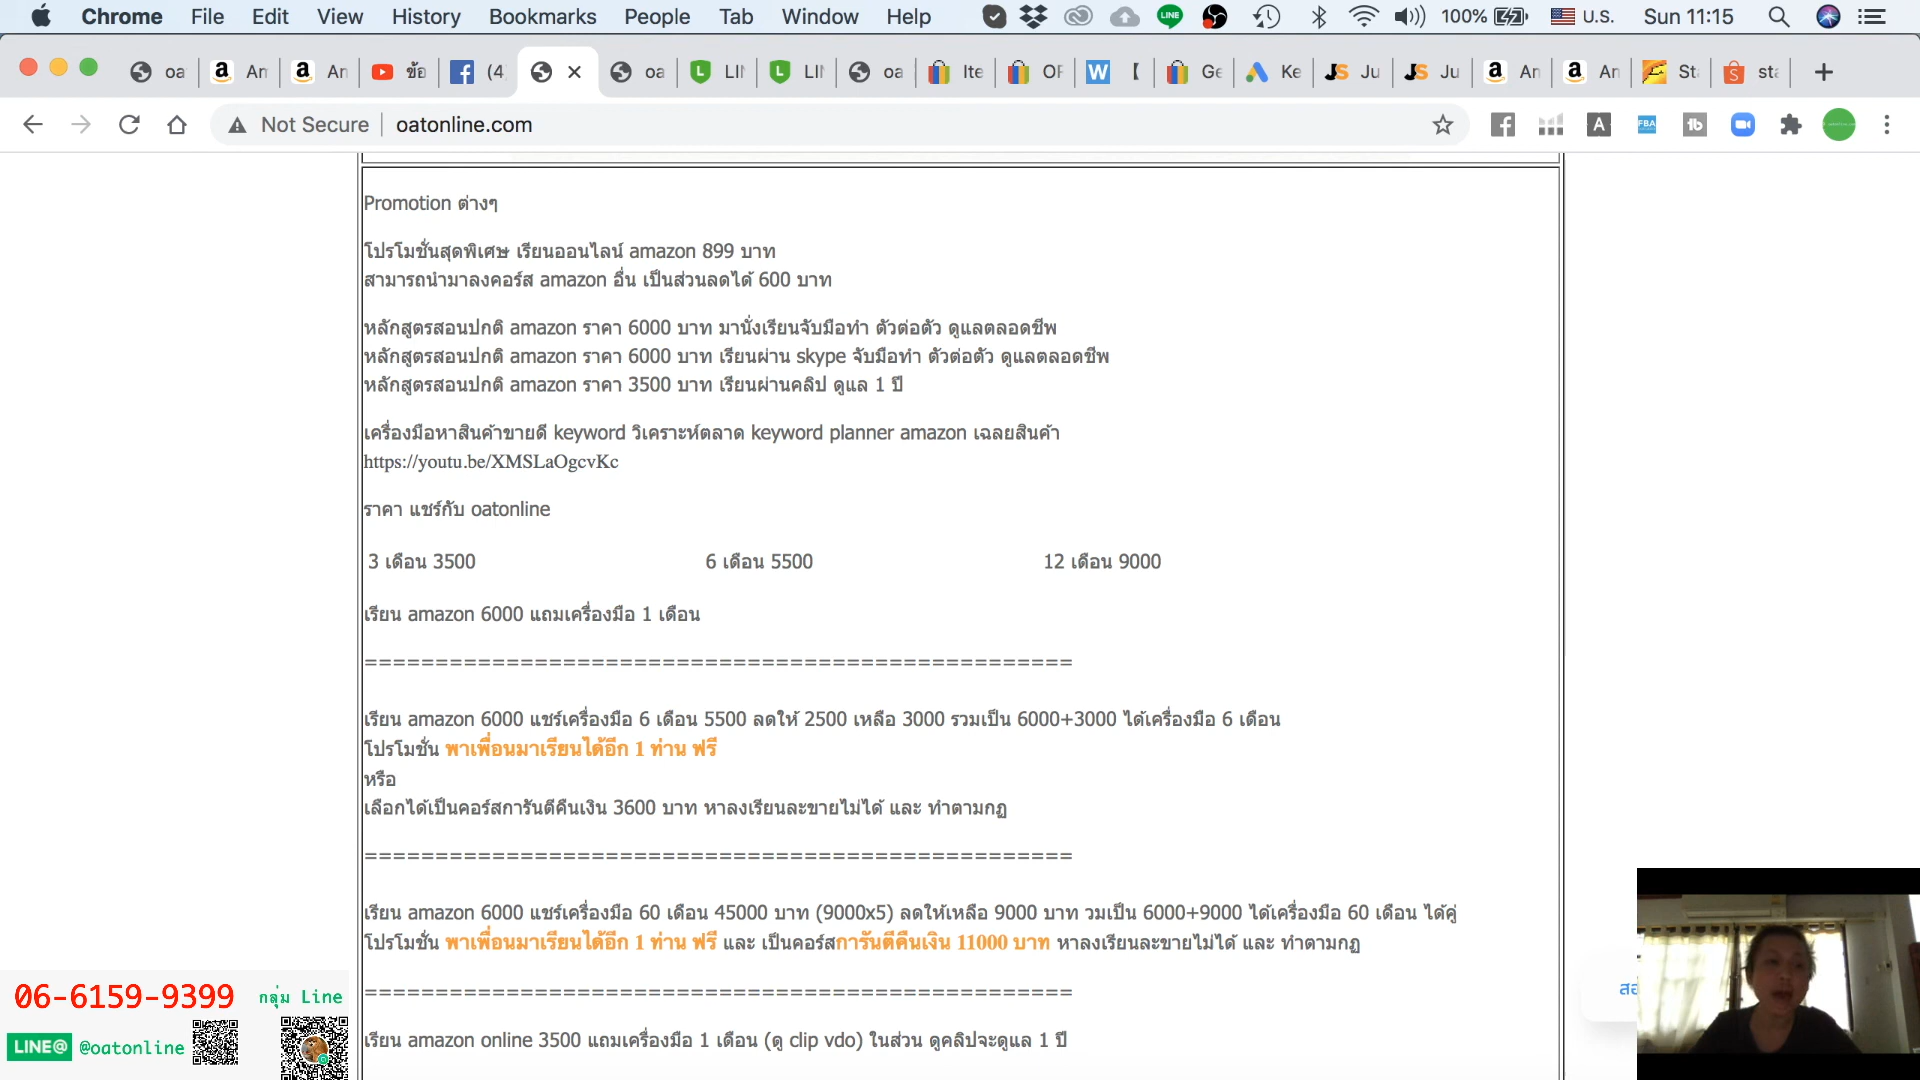 Chrome File Edit View History Bookmarks People Tab Window Help LINE 100% U.S. Sun 11:15
oa An An ข้อ (4 oa LI LI oa Ite Of W Ge Ke JS Ju JS Ju An An St sta
Not Secure oatonline.com A FBA tb
Promotion ต่างๆ
โปรโมชั่นสุดพิเศษ เรียนออนไลน์ amazon 899 บาท
สามารถนำมาลงคอร์ส amazon อื่น เป็นส่วนลดได้ 600 บาท
หลักสูตรสอนปกติ amazon ราคา 6000 บาท มานั่งเรียนจับมือทำ ตัวต่อตัว ดูแลตลอดชีพ
หลักสูตรสอนปกติ amazon ราคา 6000 บาท เรียนผ่าน skype จับมือทำ ตัวต่อตัว ดูแลตลอดชีพ
หลักสูตรสอนปกติ amazon ราคา 3500 บาท เรียนผ่านคลิป ดูแล 1 ปี
เครื่องมือหาสินค้าขายดี keyword วิเคราะห์ตลาด keyword planner amazon เฉลยสินค้า
https://youtu.be/XMSLaOgcvKc
ราคา แชร์กับ oatonline
3 เดือน 3500 6 เดือน 5500 12 เดือน 9000
เรียน amazon 6000 แถมเครื่องมือ 1 เดือน
==================================================
เรียน amazon 6000 แชร์เครื่องมือ 6 เดือน 5500 ลดให้ 2500 เหลือ 3000 รวมเป็น 6000+3000 ได้เครื่องมือ 6 เดือน
โปรโมชั่น พาเพื่อนมาเรียนได้อีก 1 ท่าน ฟรี
หรือ
เลือกได้เป็นคอร์สการันตีคืนเงิน 3600 บาท หาลงเรียนละขายไม่ได้ และ ทำตามกฏ
==================================================
เรียน amazon 6000 แชร์เครื่องมือ 60 เดือน 45000 บาท (9000x5) ลดให้เหลือ 9000 บาท วมเป็น 6000+9000 ได้เครื่องมือ 60 เดือน ได้คู่
โปรโมชั่น พาเพื่อนมาเรียนได้อีก 1 ท่าน ฟรี และ เป็นคอร์สการันตีคืนเงิน 11000 บาท หาลงเรียนละขายไม่ได้ และ ทำตามกฏ
==================================================
เรียน amazon online 3500 แถมเครื่องมือ 1 เดือน (ดู clip vdo) ในส่วน ดูคลิปจะดูแล 1 ปี
06-6159-9399 กลุ่ม Line
LINE@ @oatonline